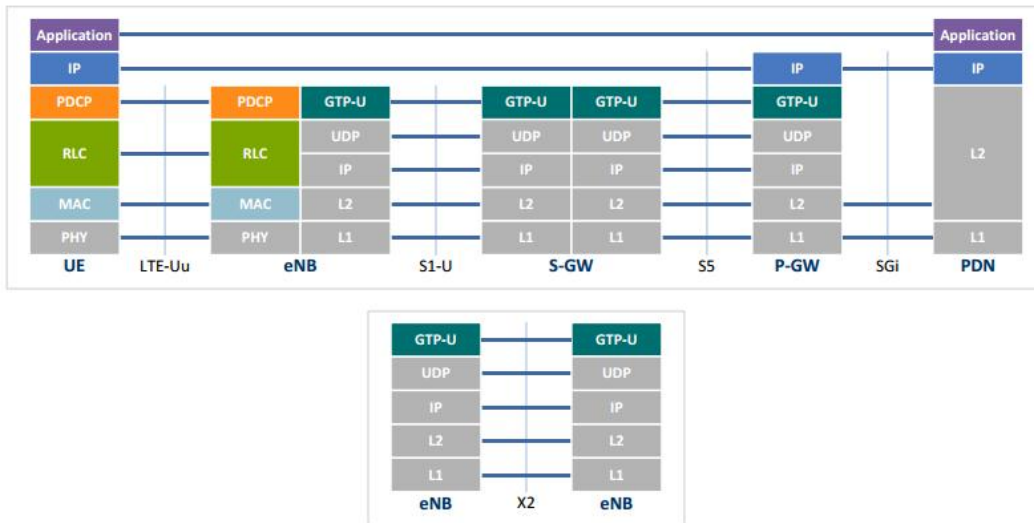 Application Application
IP IP IP
PDCP PDCP GTP-U GTP-U GTP-U GTP-U
RLC RLC UDP UDP UDP UDP L2
IP IP IP IP
MAC MAC L2 L2 L2 L2
PHY PHY L1 L1 L1 L1 L1
UE LTE-Uu eNB S1-U S-GW S5 P-GW SGi PDN
GTP-U GTP-U
UDP UDP
IP IP
L2 L2
L1 L1
eNB X2 eNB